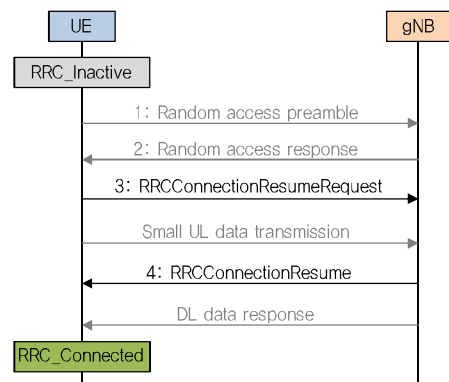 UE
gNB
RRC_Inactive
1: Random access preamble
2: Random access response
3: RRCConnectionResumeRequest
Small UL data transmission
4: RRCConnectionResume
DL data response
RRC_Connected